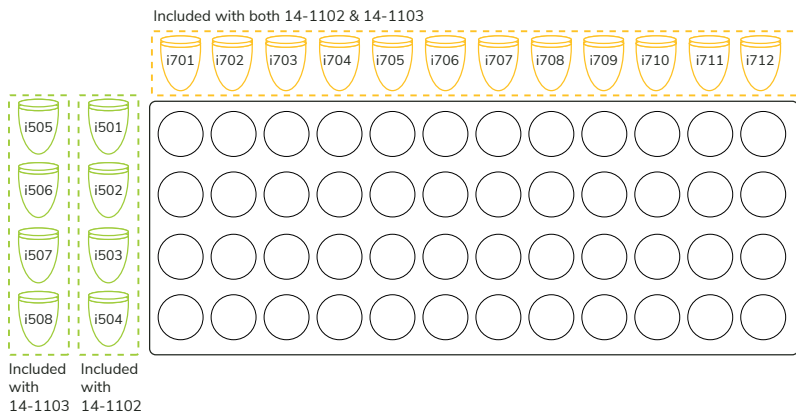 Included with both 14-1102 & 14-1103
i701 i702 i703 i704 i705 i706 i707 i708 i709 i710 i711 i712
i505 i501
i506 i502
i507 i503
i508 i504
Included
with
14-1103
Included
with
14-1102